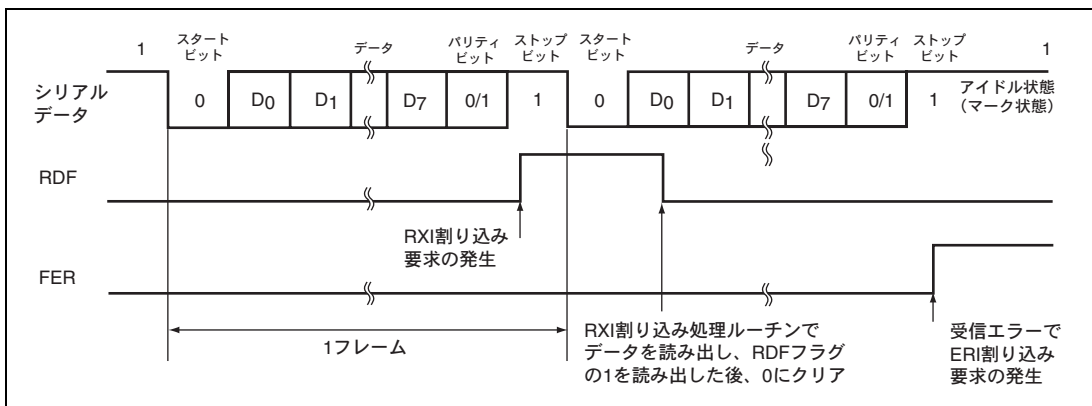 1 スタート ビット データ パリティ ビット ストップ ビット スタート ビット データ パリティ ビット ストップ ビット 1
シリアル データ
0 D0 D1 D7 0/1 1 0 D0 D1 D7 0/1 1
アイドル状態
（マーク状態）
RDF
RXI割り込み
要求の発生
FER
1フレーム
RXI割り込み処理ルーチンで
データを読み出し、RDFフラグ
の1を読み出した後、0にクリア
受信エラーで
ERI割り込み
要求の発生